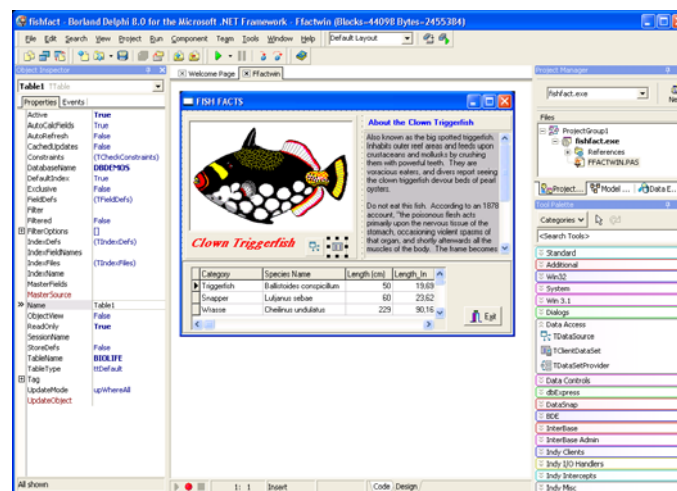 fishfact - Borland Delphi 8.0 for the Microsoft .NET Framework - Ffactwin (Blocks=44098 Bytes=2455384)
File Edit Search View Project Run Component Team Tools Window Help Default Layout
Object Inspector
Table1 TTable
Properties Events
Active True
AutoCalcFields True
AutoRefresh False
CachedUpdates False
Constraints (TCheckConstraints)
DatabaseName DBDEMOS
DefaultIndex True
Exclusive False
FieldDefs (TFieldDefs)
Filter
Filtered False
FilterOptions []
IndexDefs (TIndexDefs)
IndexFieldNames
IndexFiles (TIndexFiles)
IndexName
MasterFields
MasterSource
Name Table1
ObjectView False
ReadOnly True
SessionName
StoreDefs False
TableName BIOLIFE
TableType ttDefault
Tag
UpdateMode upWhereAll
UpdateObject
All shown
Welcome Page Ffactwin
FISH FACTS
About the Clown Triggerfish
Also known as the big spotted triggerfish.
Inhabits outer reef areas and feeds upon
crustaceans and mollusks by crushing
them with powerful teeth. They are
voracious eaters, and divers report seeing
the clown triggerfish devour beds of pearl
oysters.
Do not eat this fish. According to an 1878
account, "the poisonous flesh acts
primarily upon the nervous tissue of the
stomach, occasioning violent spasms of
that organ, and shortly afterwards all the
muscles of the body. The frame becomes
Clown Triggerfish
Category Species Name Length (cm) Length_In
Triggerfish Ballistoides conspicillum 50 19,69
Snapper Lutjanus sebae 60 23,62
Wrasse Cheilinus undulatus 229 90,16
Exit
1: 1 Insert Code Design
Project Manager
fishfact.exe
Files
ProjectGroup1
fishfact.exe
References
FFACTWIN.PAS
Project... Model ... Data E...
Tool Palette
Categories
<Search Tools>
Standard
Additional
Win32
System
Win 3.1
Dialogs
Data Access
TDataSource
TClientDataSet
TDataSetProvider
Data Controls
dbExpress
DataSnap
BDE
InterBase
InterBase Admin
Indy Clients
Indy I/O Handlers
Indy Intercepts
Indy Misc